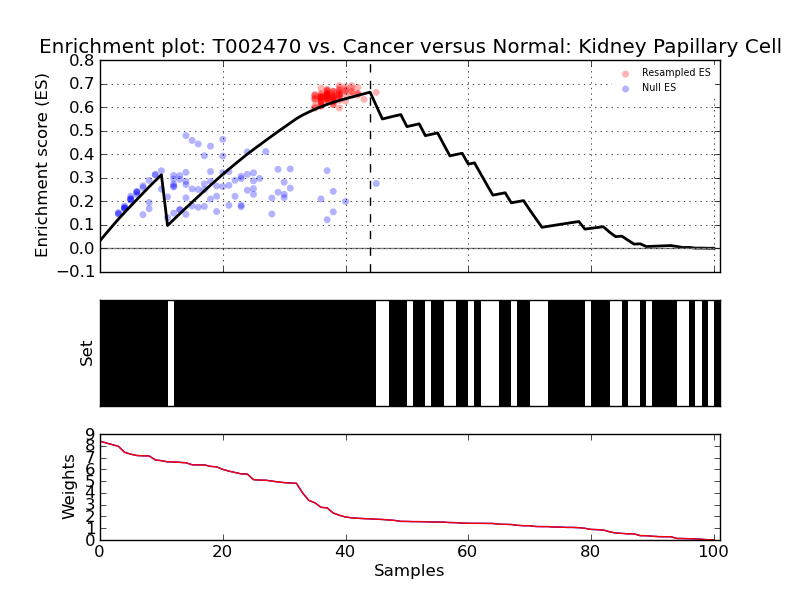 Enrichment plot: T002470 vs. Cancer versus Normal: Kidney Papillary Cell
Enrichment score (ES)
0.8
0.7
0.6
0.5
0.4
0.3
0.2
0.1
0.0
−0.1
Resampled ES
Null ES
Set
Weights
9
8
7
6
5
4
3
2
1
0
0 20 40 60 80 100
Samples